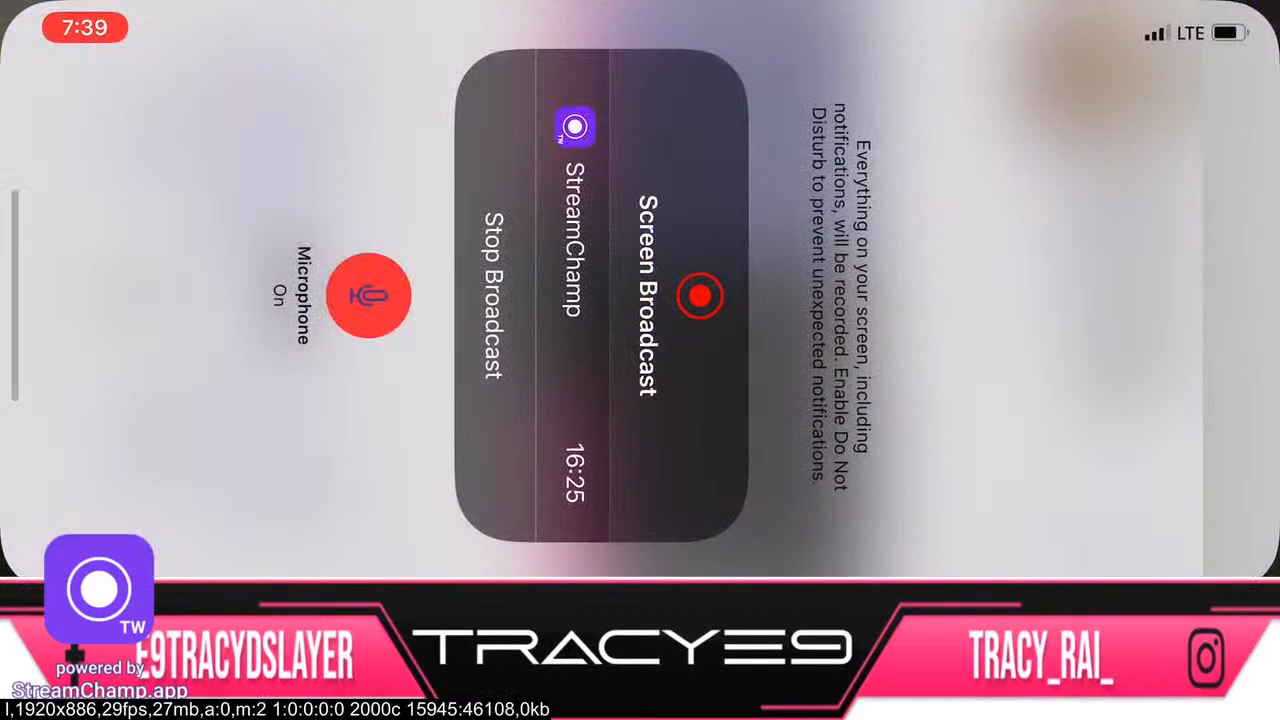 7:39
LTE
Everything on your screen, including
notifications, will be recorded. Enable Do Not
Disturb to prevent unexpected notifications.
Screen Broadcast
TW
StreamChamp
16:25
Stop Broadcast
Microphone
On
TW
powered by
StreamChamp.app
E9TRACYDSLAYER
TRACYE9
TRACY_RAI_
l,1920x886,29fps,27mb,a:0,m:2 1:0:0:0:0 2000c 15945:46108,0kb